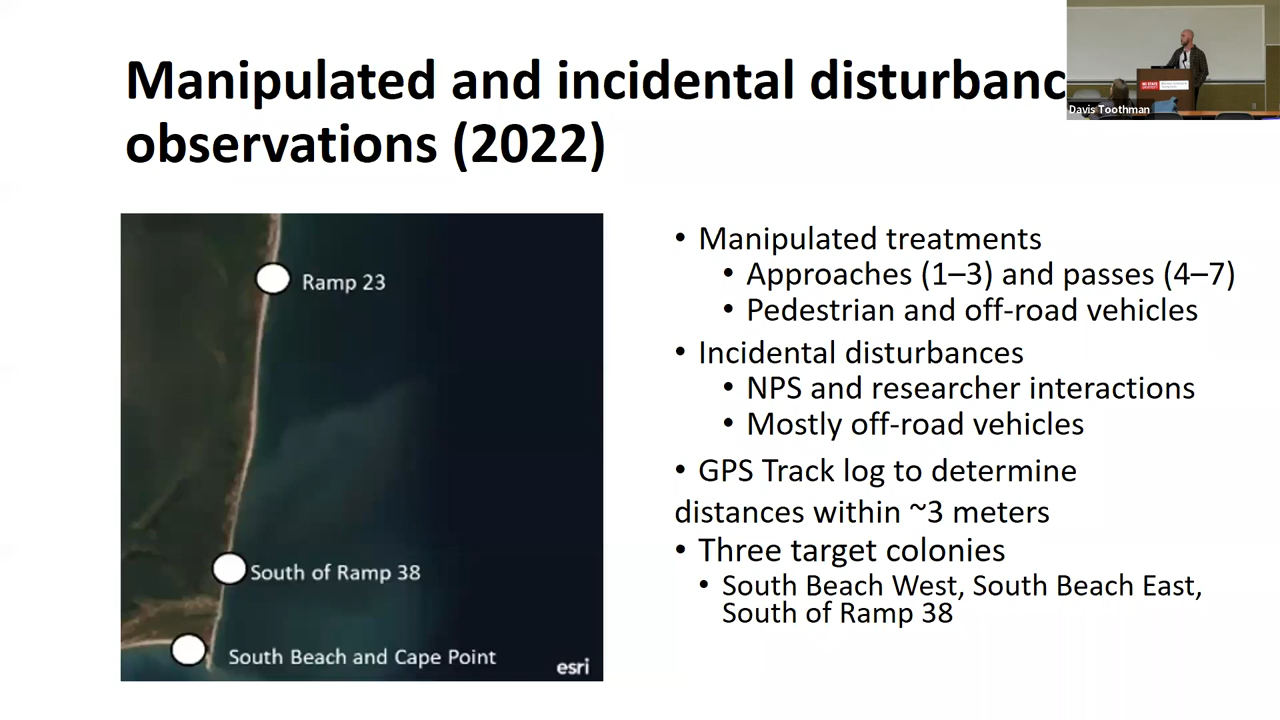 Manipulated and incidental disturbanc
observations (2022)
Davis Toothman
Ramp 23
South of Ramp 38
South Beach and Cape Point
esri
• Manipulated treatments
• Approaches (1–3) and passes (4–7)
• Pedestrian and off-road vehicles
• Incidental disturbances
• NPS and researcher interactions
• Mostly off-road vehicles
• GPS Track log to determine
distances within ~3 meters
• Three target colonies
• South Beach West, South Beach East,
South of Ramp 38